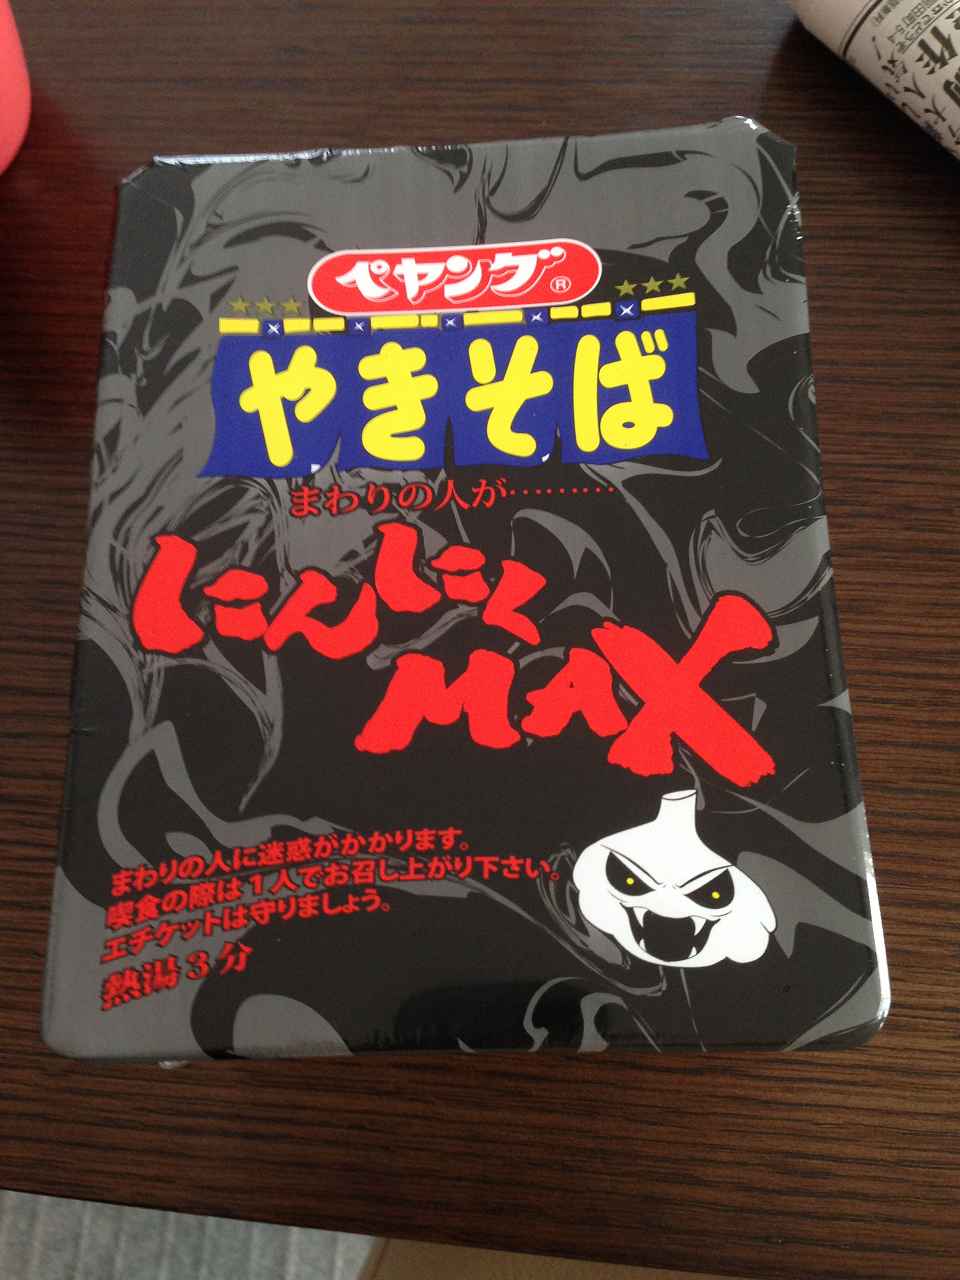 ペヤング®
やきそば
まわりの人が………
にんにく
MAX
まわりの人に迷惑がかかります。
喫食の際は1人でお召し上がり下さい。
エチケットは守りましょう。
熱湯3分